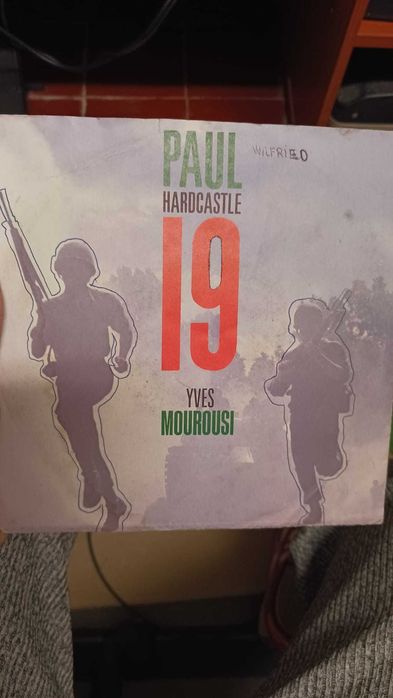 PAUL
WILFRIED
HARDCASTLE
19
YVES
MOUROUSI